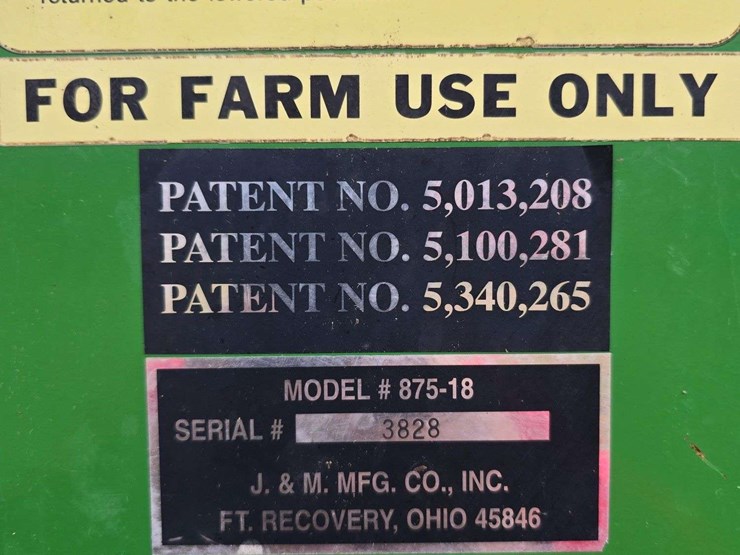 FOR FARM USE ONLY
PATENT NO. 5,013,208
PATENT NO. 5,100,281
PATENT NO. 5,340,265
MODEL # 875-18
SERIAL # 3828
J. & M. MFG. CO., INC.
FT. RECOVERY, OHIO 45846